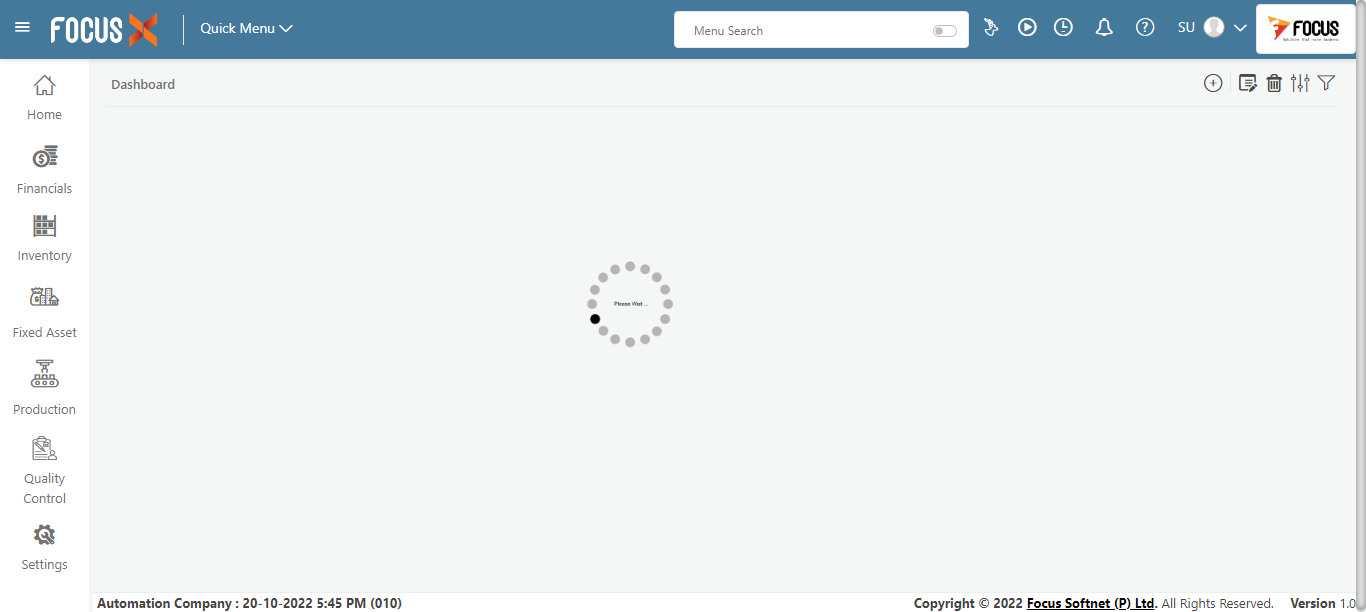 FOCUS X
Quick Menu
Menu Search
SU
FOCUS
Dashboard
Home
Financials
Inventory
Fixed Asset
Production
Quality
Control
Settings
Please Wait ...
Automation Company : 20-10-2022 5:45 PM (010)
Copyright © 2022 Focus Softnet (P) Ltd. All Rights Reserved. Version 1.0